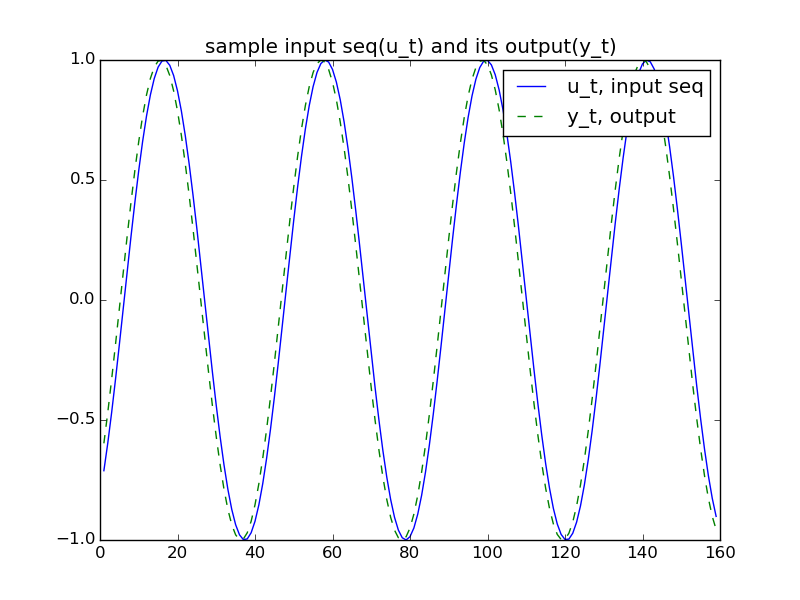 sample input seq(u_t) and its output(y_t)
u_t, input seq
y_t, output
1.0
0.5
0.0
−0.5
−1.0
0 20 40 60 80 100 120 140 160